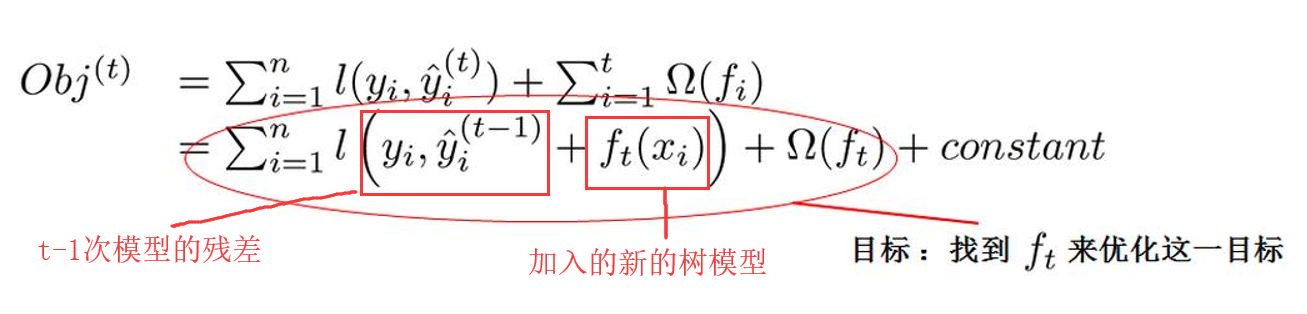 Obj^{(t)} = \sum_{i=1}^{n} l(y_i, \hat{y}_i^{(t)}) + \sum_{i=1}^{t} \Omega(f_i)
= \sum_{i=1}^{n} l\left(y_i, \hat{y}_i^{(t-1)} + f_t(x_i)\right) + \Omega(f_t) + constant
t-1次模型的残差
加入的新的树模型
目标：找到 f_t 来优化这一目标